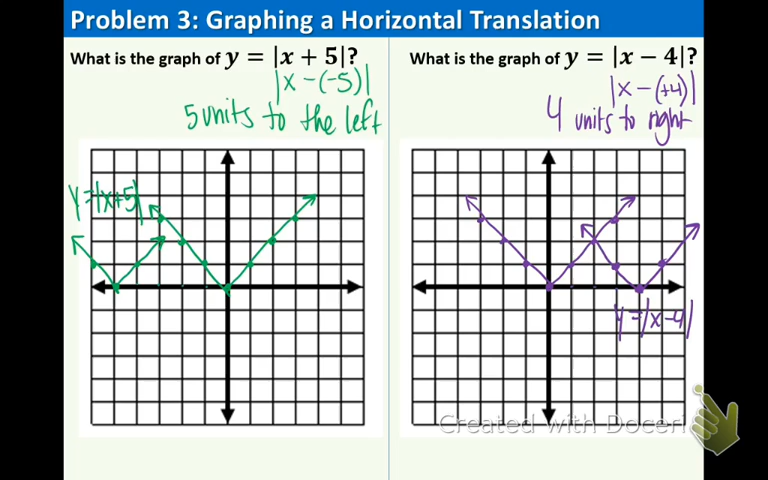 Problem 3: Graphing a Horizontal Translation
What is the graph of y = |x + 5|?
|x - (-5)|
5 units to the left
y=|x+5|
What is the graph of y = |x − 4|?
|x - (+4)|
4 units to right
y=|x-4|
Created with Doceri